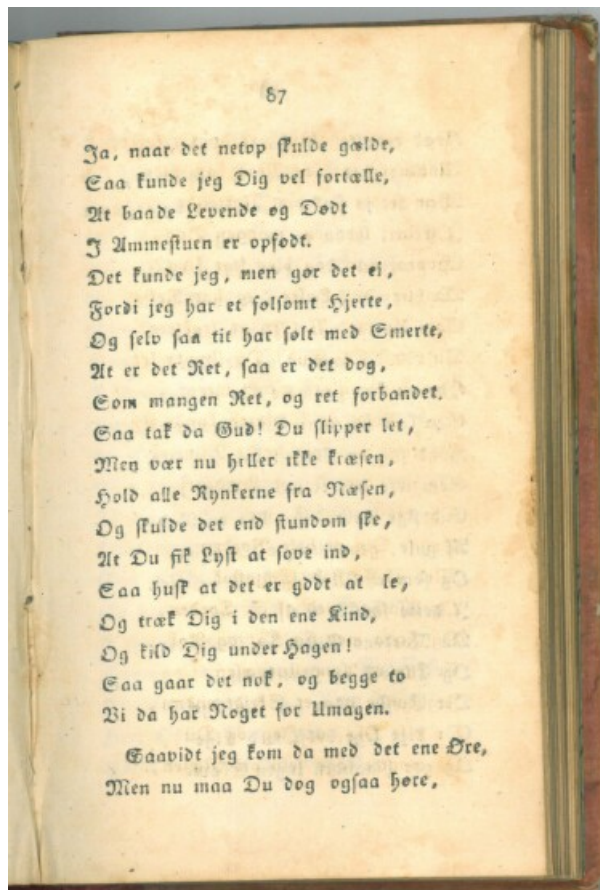 87
Ja, naar det netop skulde gælde,
Saa kunde jeg Dig vel fortælle,
At baade Levende og Dødt
I Ammestuen er opfødt.
Det kunde jeg, men gør det ei,
Fordi jeg har et følsomt Hjerte,
Og selv saa tit har følt med Smerte,
At er det Ret, saa er det dog,
Som mangen Ret, og ret forbandet.
Saa tak da Gud! Du slipper let,
Men vær nu heller ikke kræsen,
Hold alle Rynkerne fra Næsen,
Og skulde det end stundom ske,
At Du fik Lyst at sove ind,
Saa husk at det er godt at le,
Og træk Dig i den ene Kind,
Og kild Dig under Hagen!
Saa gaar det nok, og begge to
Vi da har Noget for Umagen.
Saavidt jeg kom da med det ene Øre,
Men nu maa Du dog ogsaa høre,